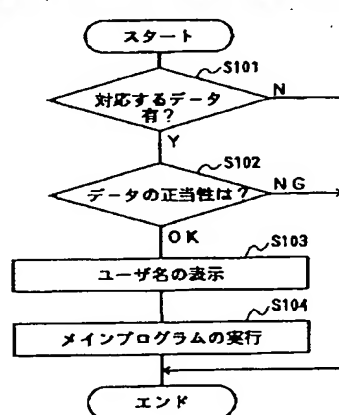 スタート
S101
対応するデータ
有?
N
Y
S102
データの正当性は?
NG
OK
S103
ユーザ名の表示
S104
メインプログラムの実行
エンド